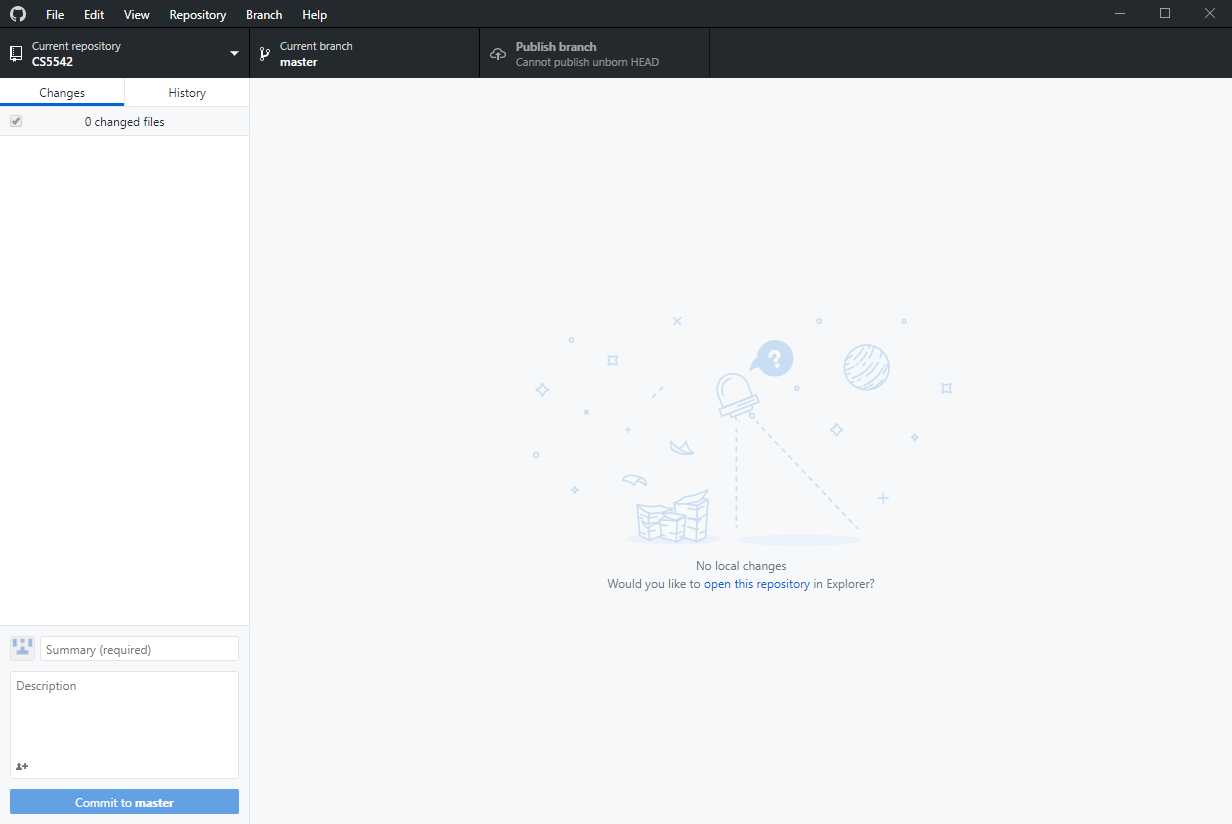 File Edit View Repository Branch Help
Current repository
CS5542
Current branch
master
Publish branch
Cannot publish unborn HEAD
Changes
History
0 changed files
?
No local changes
Would you like to open this repository in Explorer?
Summary (required)
Description
Commit to master